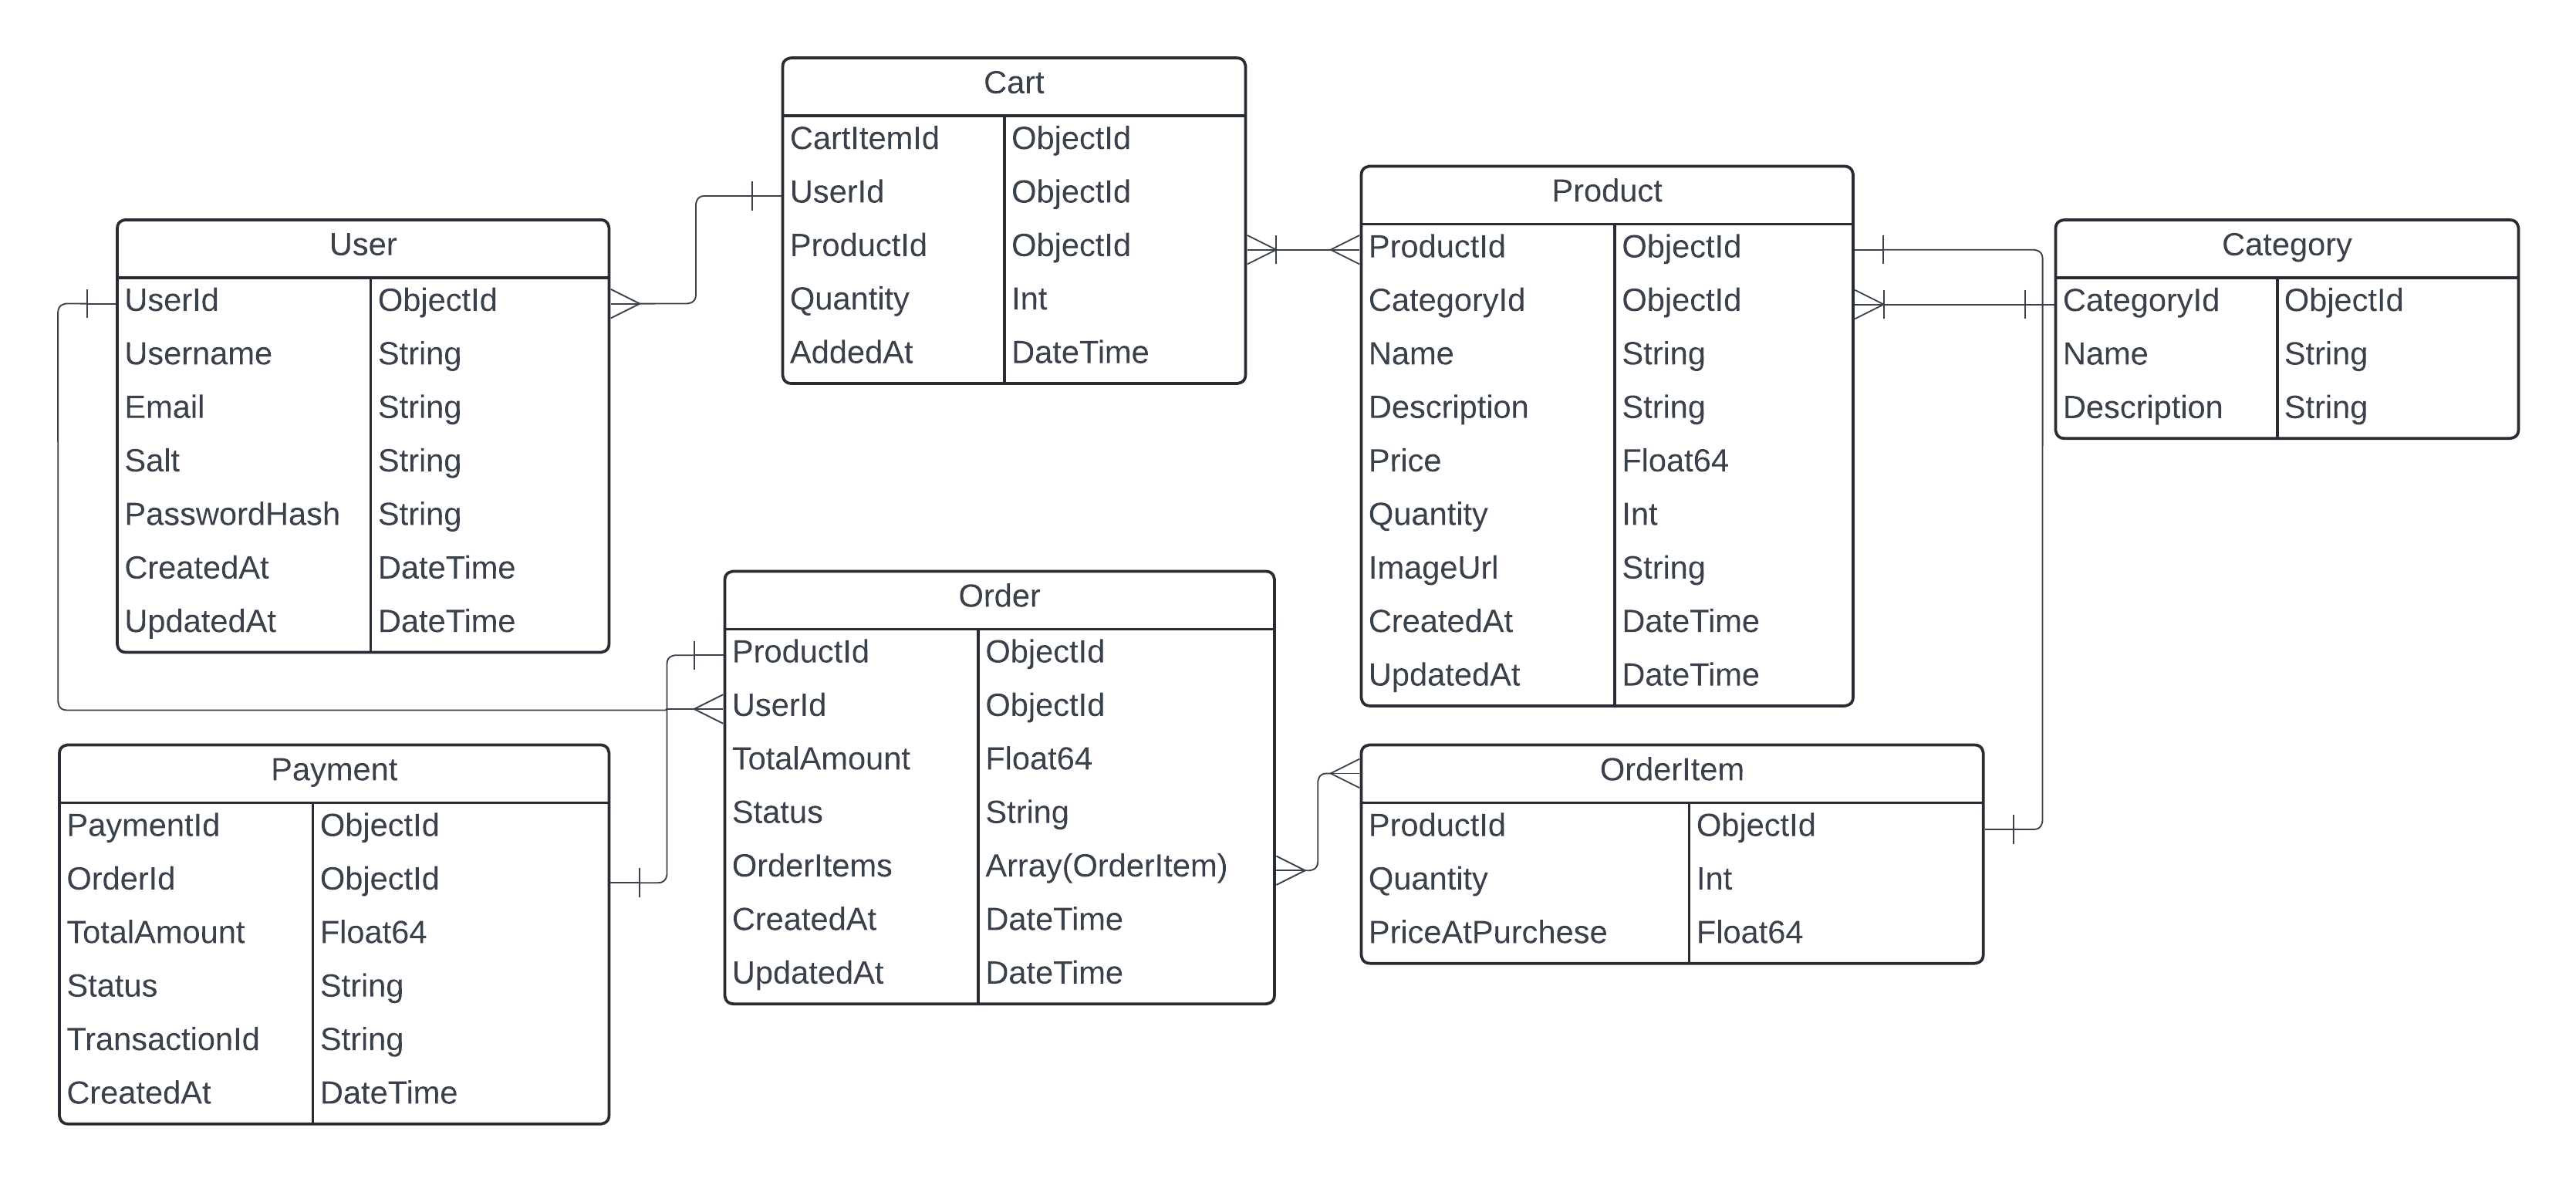 Cart
CartItemId ObjectId
UserId ObjectId
ProductId ObjectId
Quantity Int
AddedAt DateTime
Product
ProductId ObjectId
CategoryId ObjectId
Name String
Description String
Price Float64
Quantity Int
ImageUrl String
CreatedAt DateTime
UpdatedAt DateTime
Category
CategoryId ObjectId
Name String
Description String
User
UserId ObjectId
Username String
Email String
Salt String
PasswordHash String
CreatedAt DateTime
UpdatedAt DateTime
Order
ProductId ObjectId
UserId ObjectId
TotalAmount Float64
Status String
OrderItems Array(OrderItem)
CreatedAt DateTime
UpdatedAt DateTime
Payment
PaymentId ObjectId
OrderId ObjectId
TotalAmount Float64
Status String
TransactionId String
CreatedAt DateTime
OrderItem
ProductId ObjectId
Quantity Int
PriceAtPurchese Float64